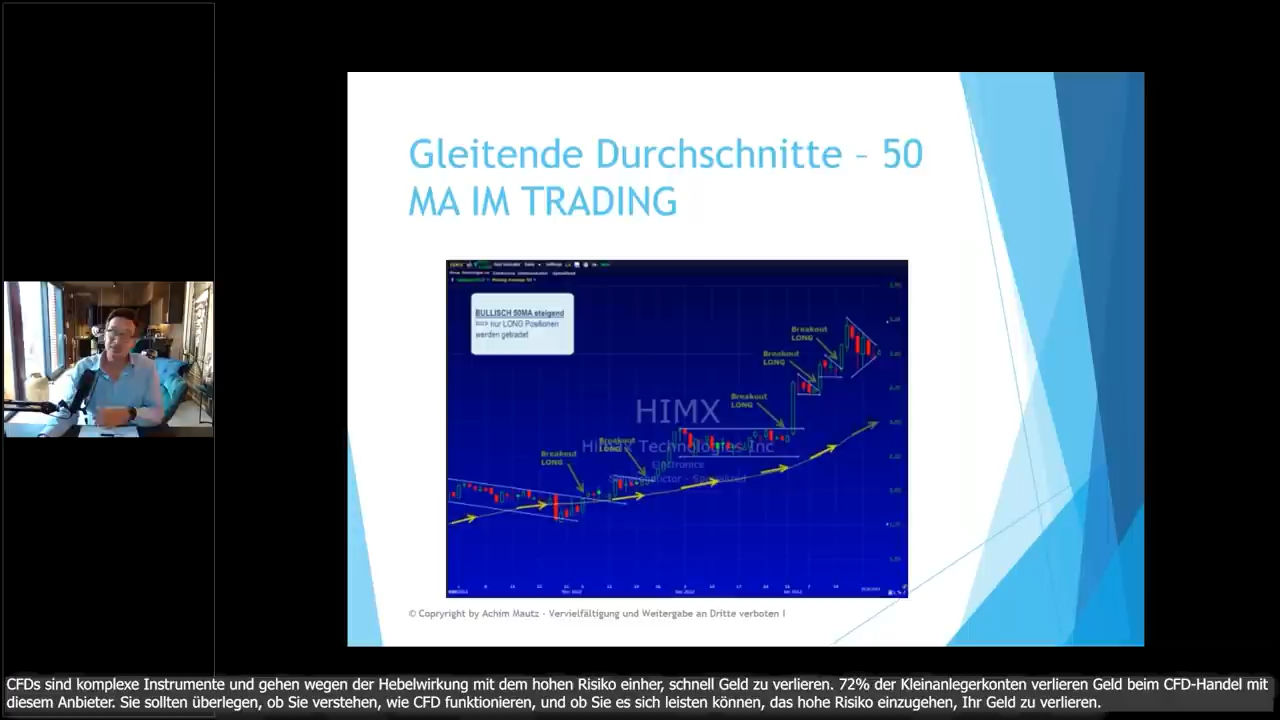 Gleitende Durchschnitte – 50
MA IM TRADING
BULLISCH 50MA steigend
==> nur LONG Positionen
werden getradet
Breakout
LONG
Breakout
LONG
Breakout
LONG
HIMX
Breakout
LONG
Technologies Inc
Breakout
LONG
Electronics
Semiconductor - Specialized
© Copryright by Achim Mautz - Vervielfältigung und Weitergabe an Dritte verboten !
CFDs sind komplexe Instrumente und gehen wegen der Hebelwirkung mit dem hohen Risiko einher, schnell Geld zu verlieren. 72% der Kleinanlegerkonten verlieren Geld beim CFD-Handel mit
diesem Anbieter. Sie sollten überlegen, ob Sie verstehen, wie CFD funktionieren, und ob Sie es sich leisten können, das hohe Risiko einzugehen, Ihr Geld zu verlieren.